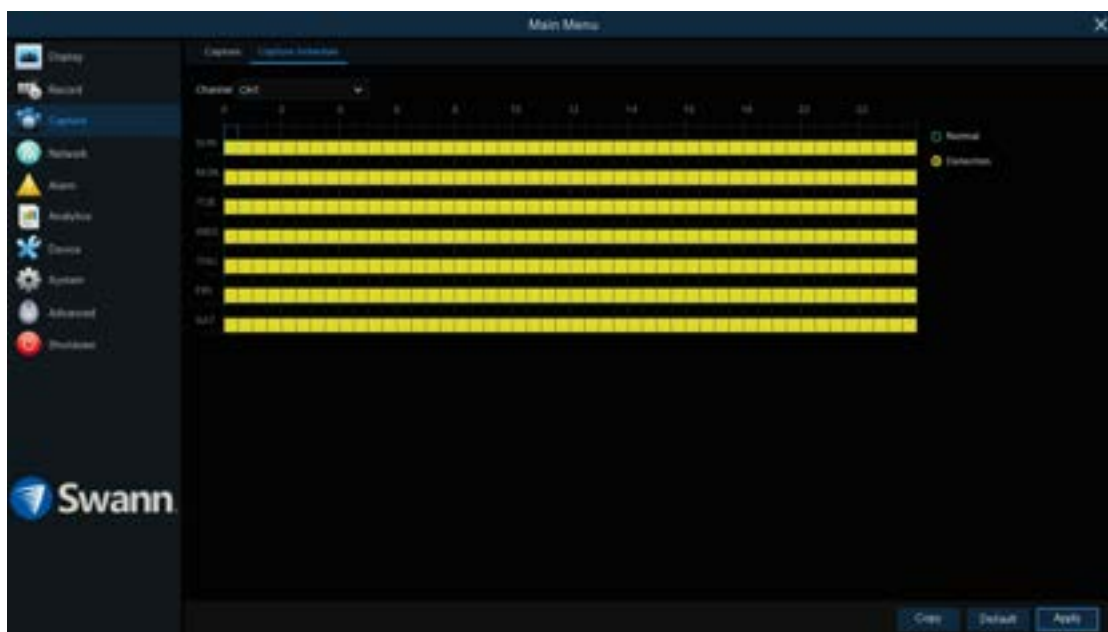 Main Menu
Display
Record
Capture
Network
Alarm
Analytics
Device
System
Advanced
Shutdown
Swann
Capture Capture Schedule
Channel CH1
0 2 4 6 8 10 12 14 16 18 20 22
SUN
MON
TUE
WED
THU
FRI
SAT
Normal
Detection
Copy Default Apply